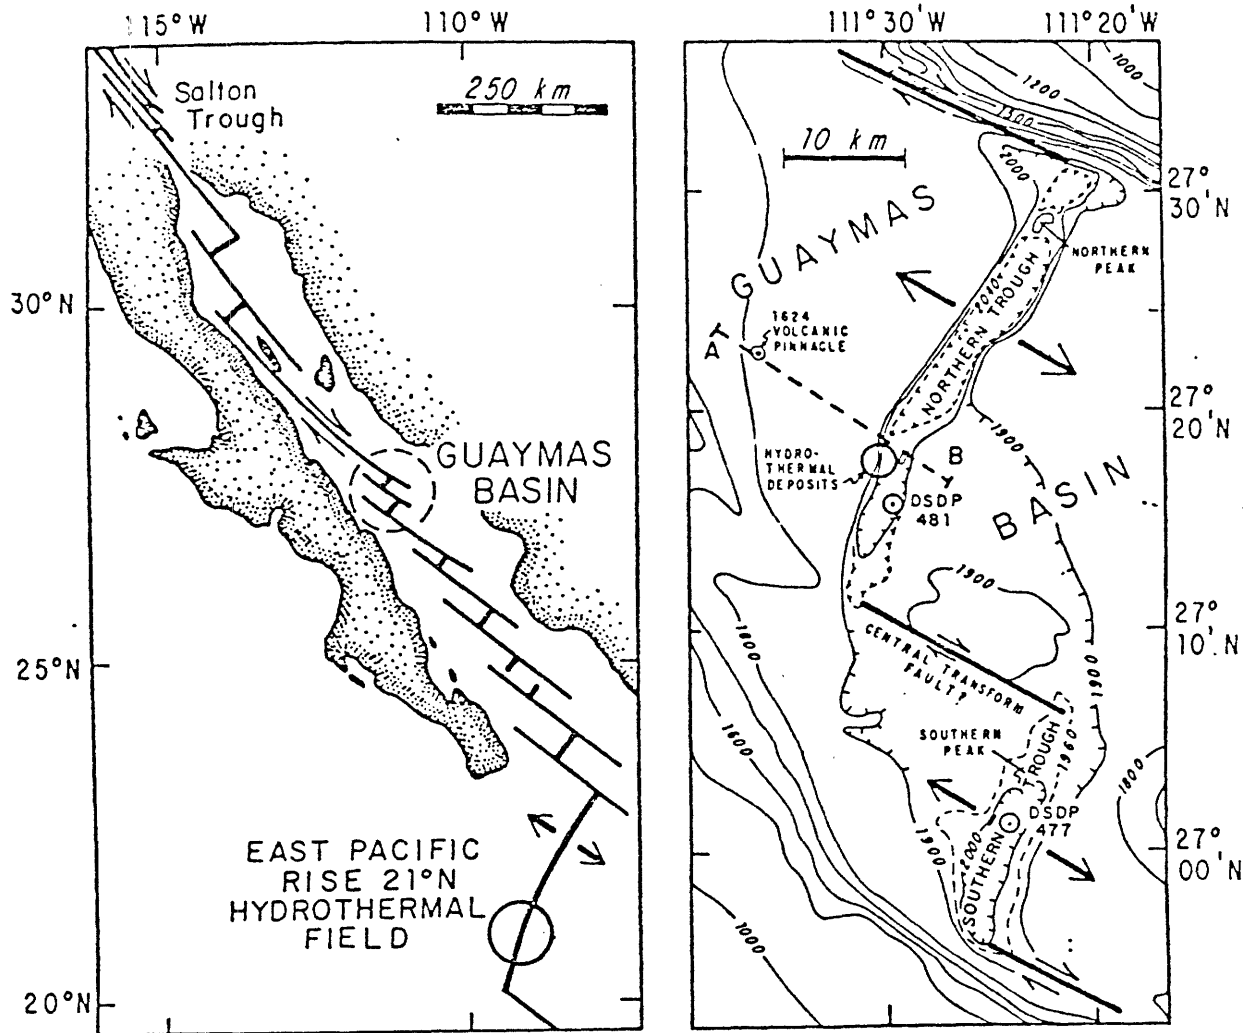 115°W
110°W
Salton
Trough
250 km
30°N
GUAYMAS
BASIN
25°N
EAST PACIFIC
RISE 21°N
HYDROTHERMAL
FIELD
20°N
111°30'W
111°20'W
1000
1200
1500
10 km
2000
27°
30'N
GUAYMAS
NORTHERN
PEAK
2040
NORTHERN TROUGH
1624
VOLCANIC
PINNACLE
A
27°
20'N
1900
HYDRO-
THERMAL
DEPOSITS
B
DSDP
481
BASIN
1900
27°
10'N
CENTRAL TRANSFORM
FAULT?
1800
1900
1600
SOUTHERN
PEAK
1960
SOUTHERN TROUGH
2000
DSDP
477
1800
1900
27°
00'N
1000